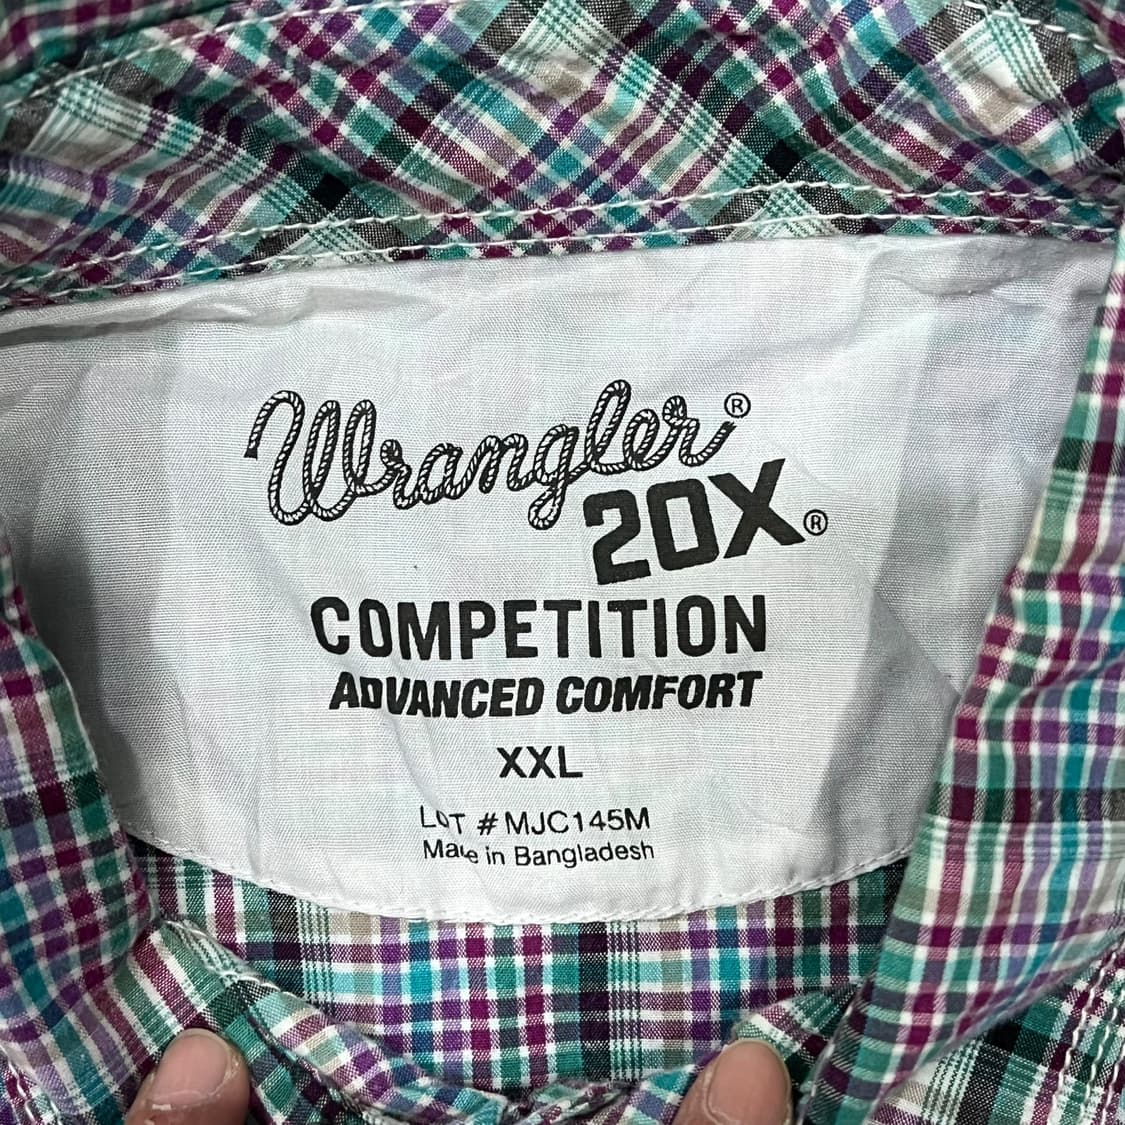 Wrangler®
20X®
COMPETITION
ADVANCED COMFORT
XXL
LOT # MJC145M
Made in Bangladesh